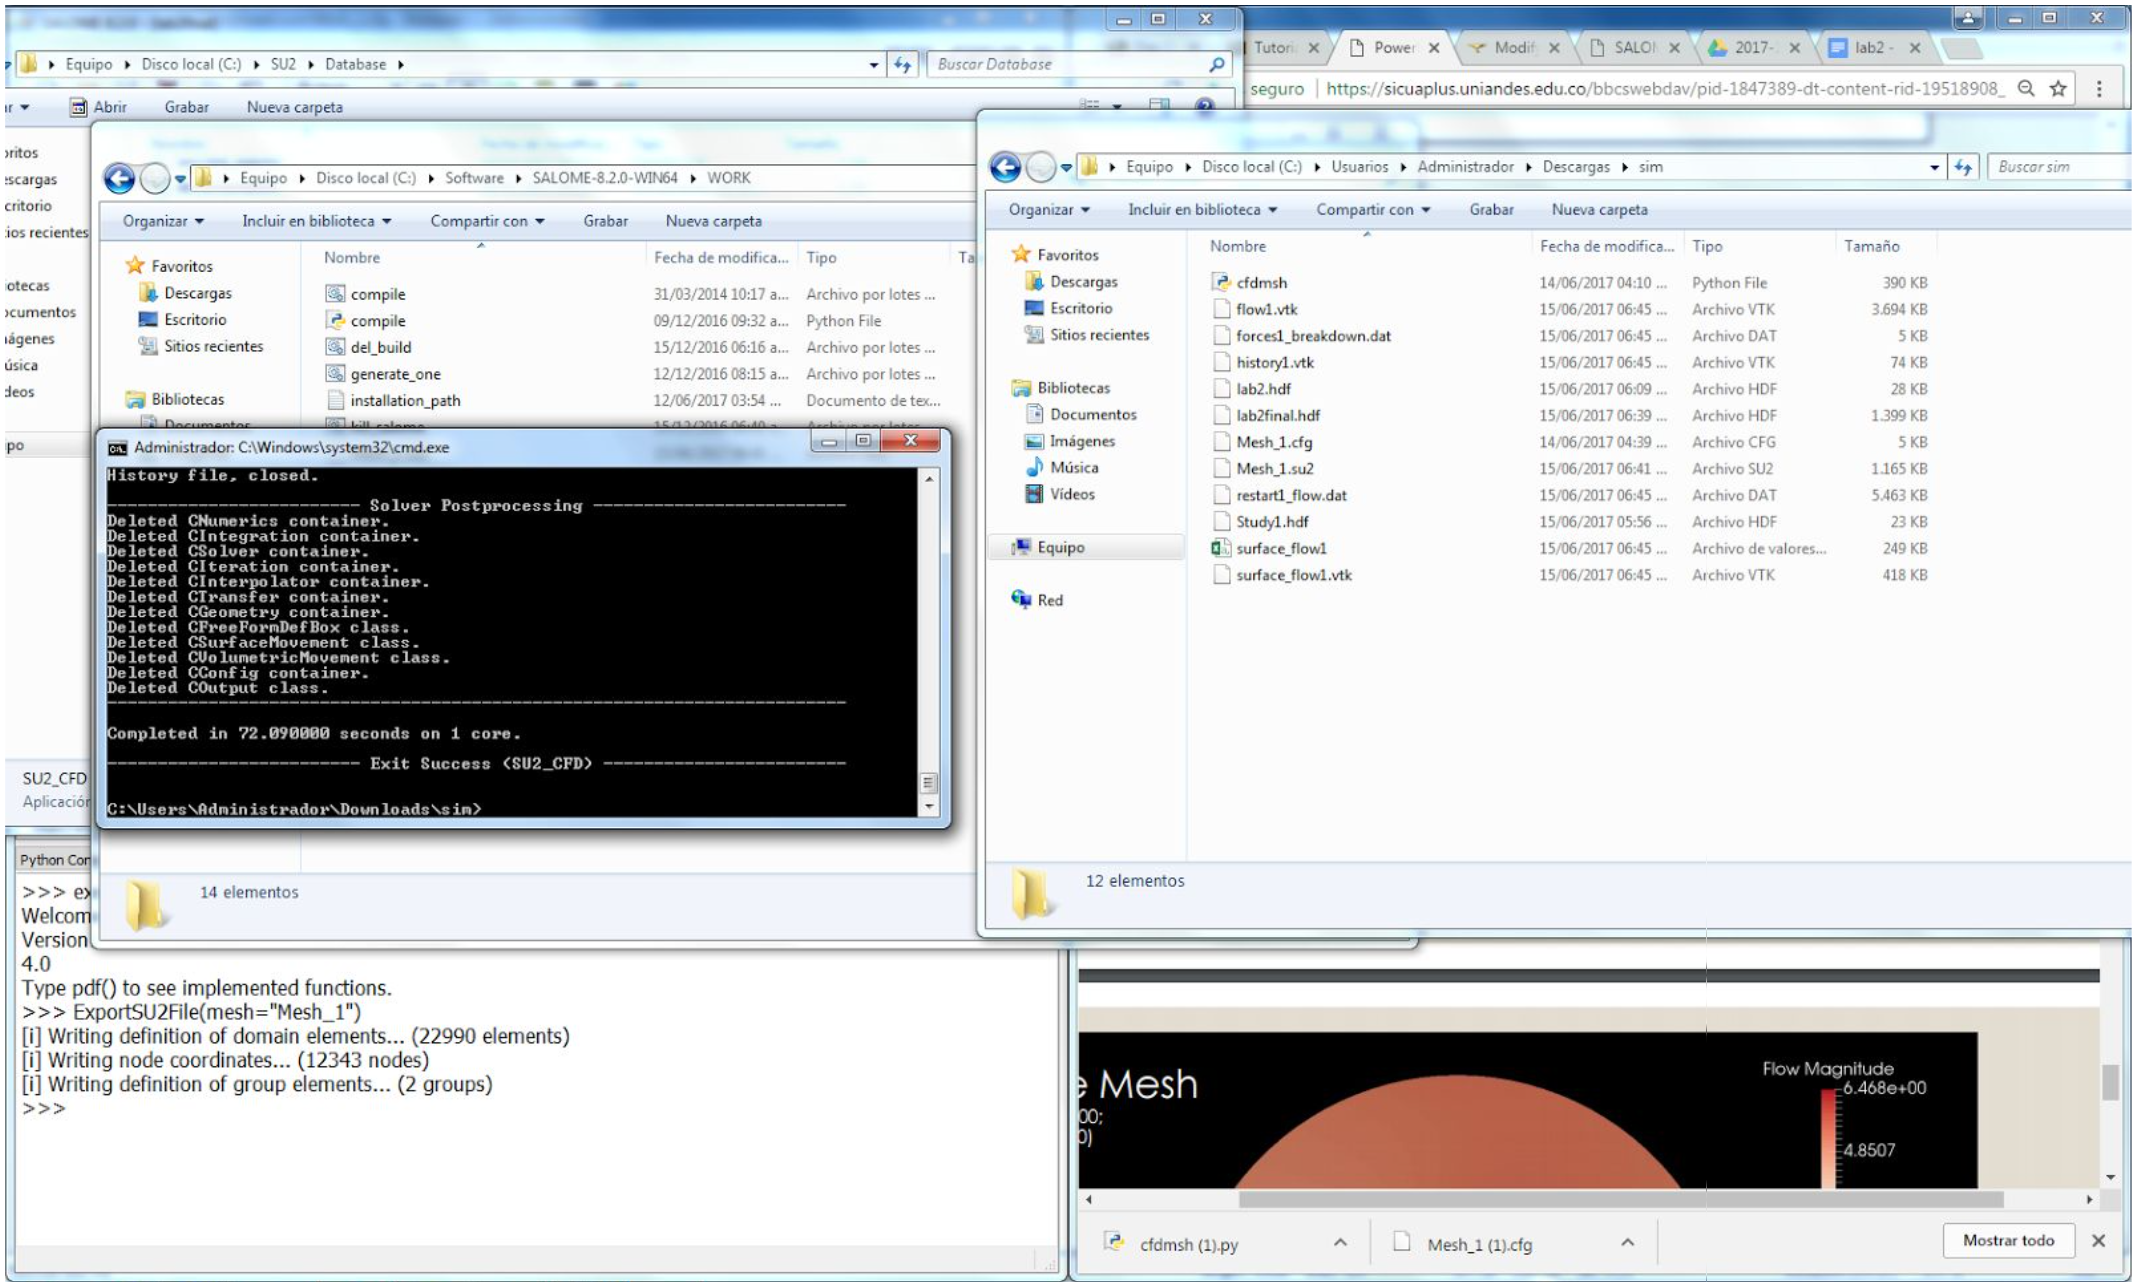 Equipo ▸ Disco local (C:) ▸ SU2 ▸ Database ▸
Buscar Database
Abrir Grabar Nueva carpeta
Tutori Power Modif SALO 2017- lab2 -
seguro | https://sicuaplus.uniandes.edu.co/bbcswebdav/pid-1847389-dt-content-rid-19518908_
oritos
escargas
critorio
tios recientes
iotecas
ocumentos
nágenes
úsica
deos
po
SU2_CFD
Aplicación
Equipo ▸ Disco local (C:) ▸ Software ▸ SALOME-8.2.0-WIN64 ▸ WORK
Organizar Incluir en biblioteca Compartir con Grabar Nueva carpeta
Favoritos
Descargas
Escritorio
Sitios recientes
Bibliotecas
Documentos
Nombre Fecha de modifica... Tipo Ta
compile 31/03/2014 10:17 a... Archivo por lotes ...
compile 09/12/2016 09:32 a... Python File
del_build 15/12/2016 06:16 a... Archivo por lotes ...
generate_one 12/12/2016 08:15 a... Archivo por lotes ...
installation_path 12/06/2017 03:54 ... Documento de tex...
kill_salome 15/12/2016 06:40 a... Archivo por lotes ...
14 elementos
Administrador: C:\Windows\system32\cmd.exe
History file, closed.
------------------------- Solver Postprocessing -------------------------
Deleted CNumerics container.
Deleted CIntegration container.
Deleted CSolver container.
Deleted CIteration container.
Deleted CInterpolator container.
Deleted CTransfer container.
Deleted CGeometry container.
Deleted CFreeFormDefBox class.
Deleted CSurfaceMovement class.
Deleted CVolumetricMovement class.
Deleted CConfig container.
Deleted COutput class.
-------------------------------------------------------------------------
Completed in 72.090000 seconds on 1 core.
------------------------- Exit Success (SU2_CFD) ------------------------
C:\Users\Administrador\Downloads\sim>
Equipo ▸ Disco local (C:) ▸ Usuarios ▸ Administrador ▸ Descargas ▸ sim
Buscar sim
Organizar Incluir en biblioteca Compartir con Grabar Nueva carpeta
Favoritos
Descargas
Escritorio
Sitios recientes
Bibliotecas
Documentos
Imágenes
Música
Vídeos
Equipo
Red
Nombre Fecha de modifica... Tipo Tamaño
cfdmsh 14/06/2017 04:10 ... Python File 390 KB
flow1.vtk 15/06/2017 06:45 ... Archivo VTK 3.694 KB
forces1_breakdown.dat 15/06/2017 06:45 ... Archivo DAT 5 KB
history1.vtk 15/06/2017 06:45 ... Archivo VTK 74 KB
lab2.hdf 15/06/2017 06:09 ... Archivo HDF 28 KB
lab2final.hdf 15/06/2017 06:39 ... Archivo HDF 1.399 KB
Mesh_1.cfg 14/06/2017 04:39 ... Archivo CFG 5 KB
Mesh_1.su2 15/06/2017 06:41 ... Archivo SU2 1.165 KB
restart1_flow.dat 15/06/2017 06:45 ... Archivo DAT 5.463 KB
Study1.hdf 15/06/2017 05:56 ... Archivo HDF 23 KB
surface_flow1 15/06/2017 06:45 ... Archivo de valores... 249 KB
surface_flow1.vtk 15/06/2017 06:45 ... Archivo VTK 418 KB
12 elementos
Python Con
>>> ex
Welcom
Version
4.0
Type pdf() to see implemented functions.
>>> ExportSU2File(mesh="Mesh_1")
[i] Writing definition of domain elements... (22990 elements)
[i] Writing node coordinates... (12343 nodes)
[i] Writing definition of group elements... (2 groups)
>>>
e Mesh
00;
0)
Flow Magnitude
6.468e+00
4.8507
cfdmsh (1).py
Mesh_1 (1).cfg
Mostrar todo